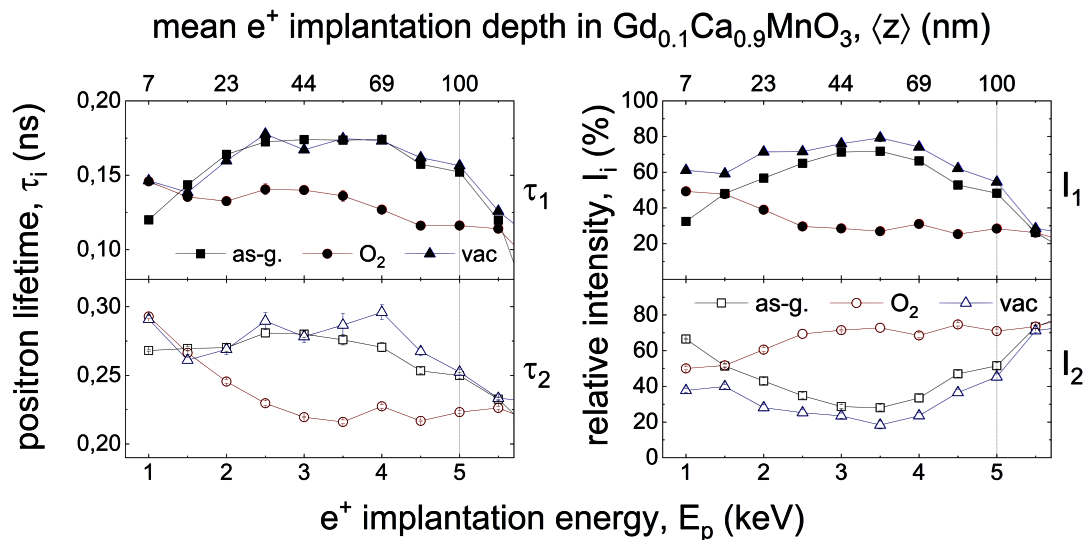 mean e⁺ implantation depth in Gd₀.₁Ca₀.₉MnO₃, ⟨z⟩ (nm)
7 23 44 69 100
7 23 44 69 100
positron lifetime, τᵢ (ns)
0,20
0,15
0,10
as-g. O₂ vac
τ₁
0,30
0,25
0,20
τ₂
1 2 3 4 5
relative intensity, Iᵢ (%)
100
80
60
40
20
I₁
as-g. O₂ vac
80
60
40
20
0
I₂
1 2 3 4 5
e⁺ implantation energy, Eₚ (keV)